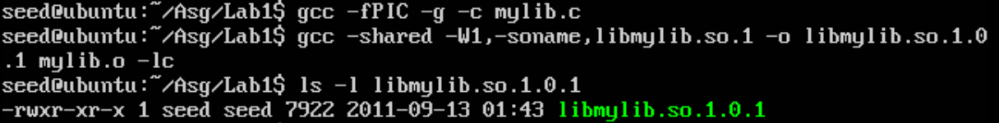 seed@ubuntu:~/Asg/Lab1$ gcc -fPIC -g -c mylib.c
seed@ubuntu:~/Asg/Lab1$ gcc -shared -W1,-soname,libmylib.so.1 -o libmylib.so.1.0
.1 mylib.o -lc
seed@ubuntu:~/Asg/Lab1$ ls -l libmylib.so.1.0.1
-rwxr-xr-x 1 seed seed 7922 2011-09-13 01:43 libmylib.so.1.0.1